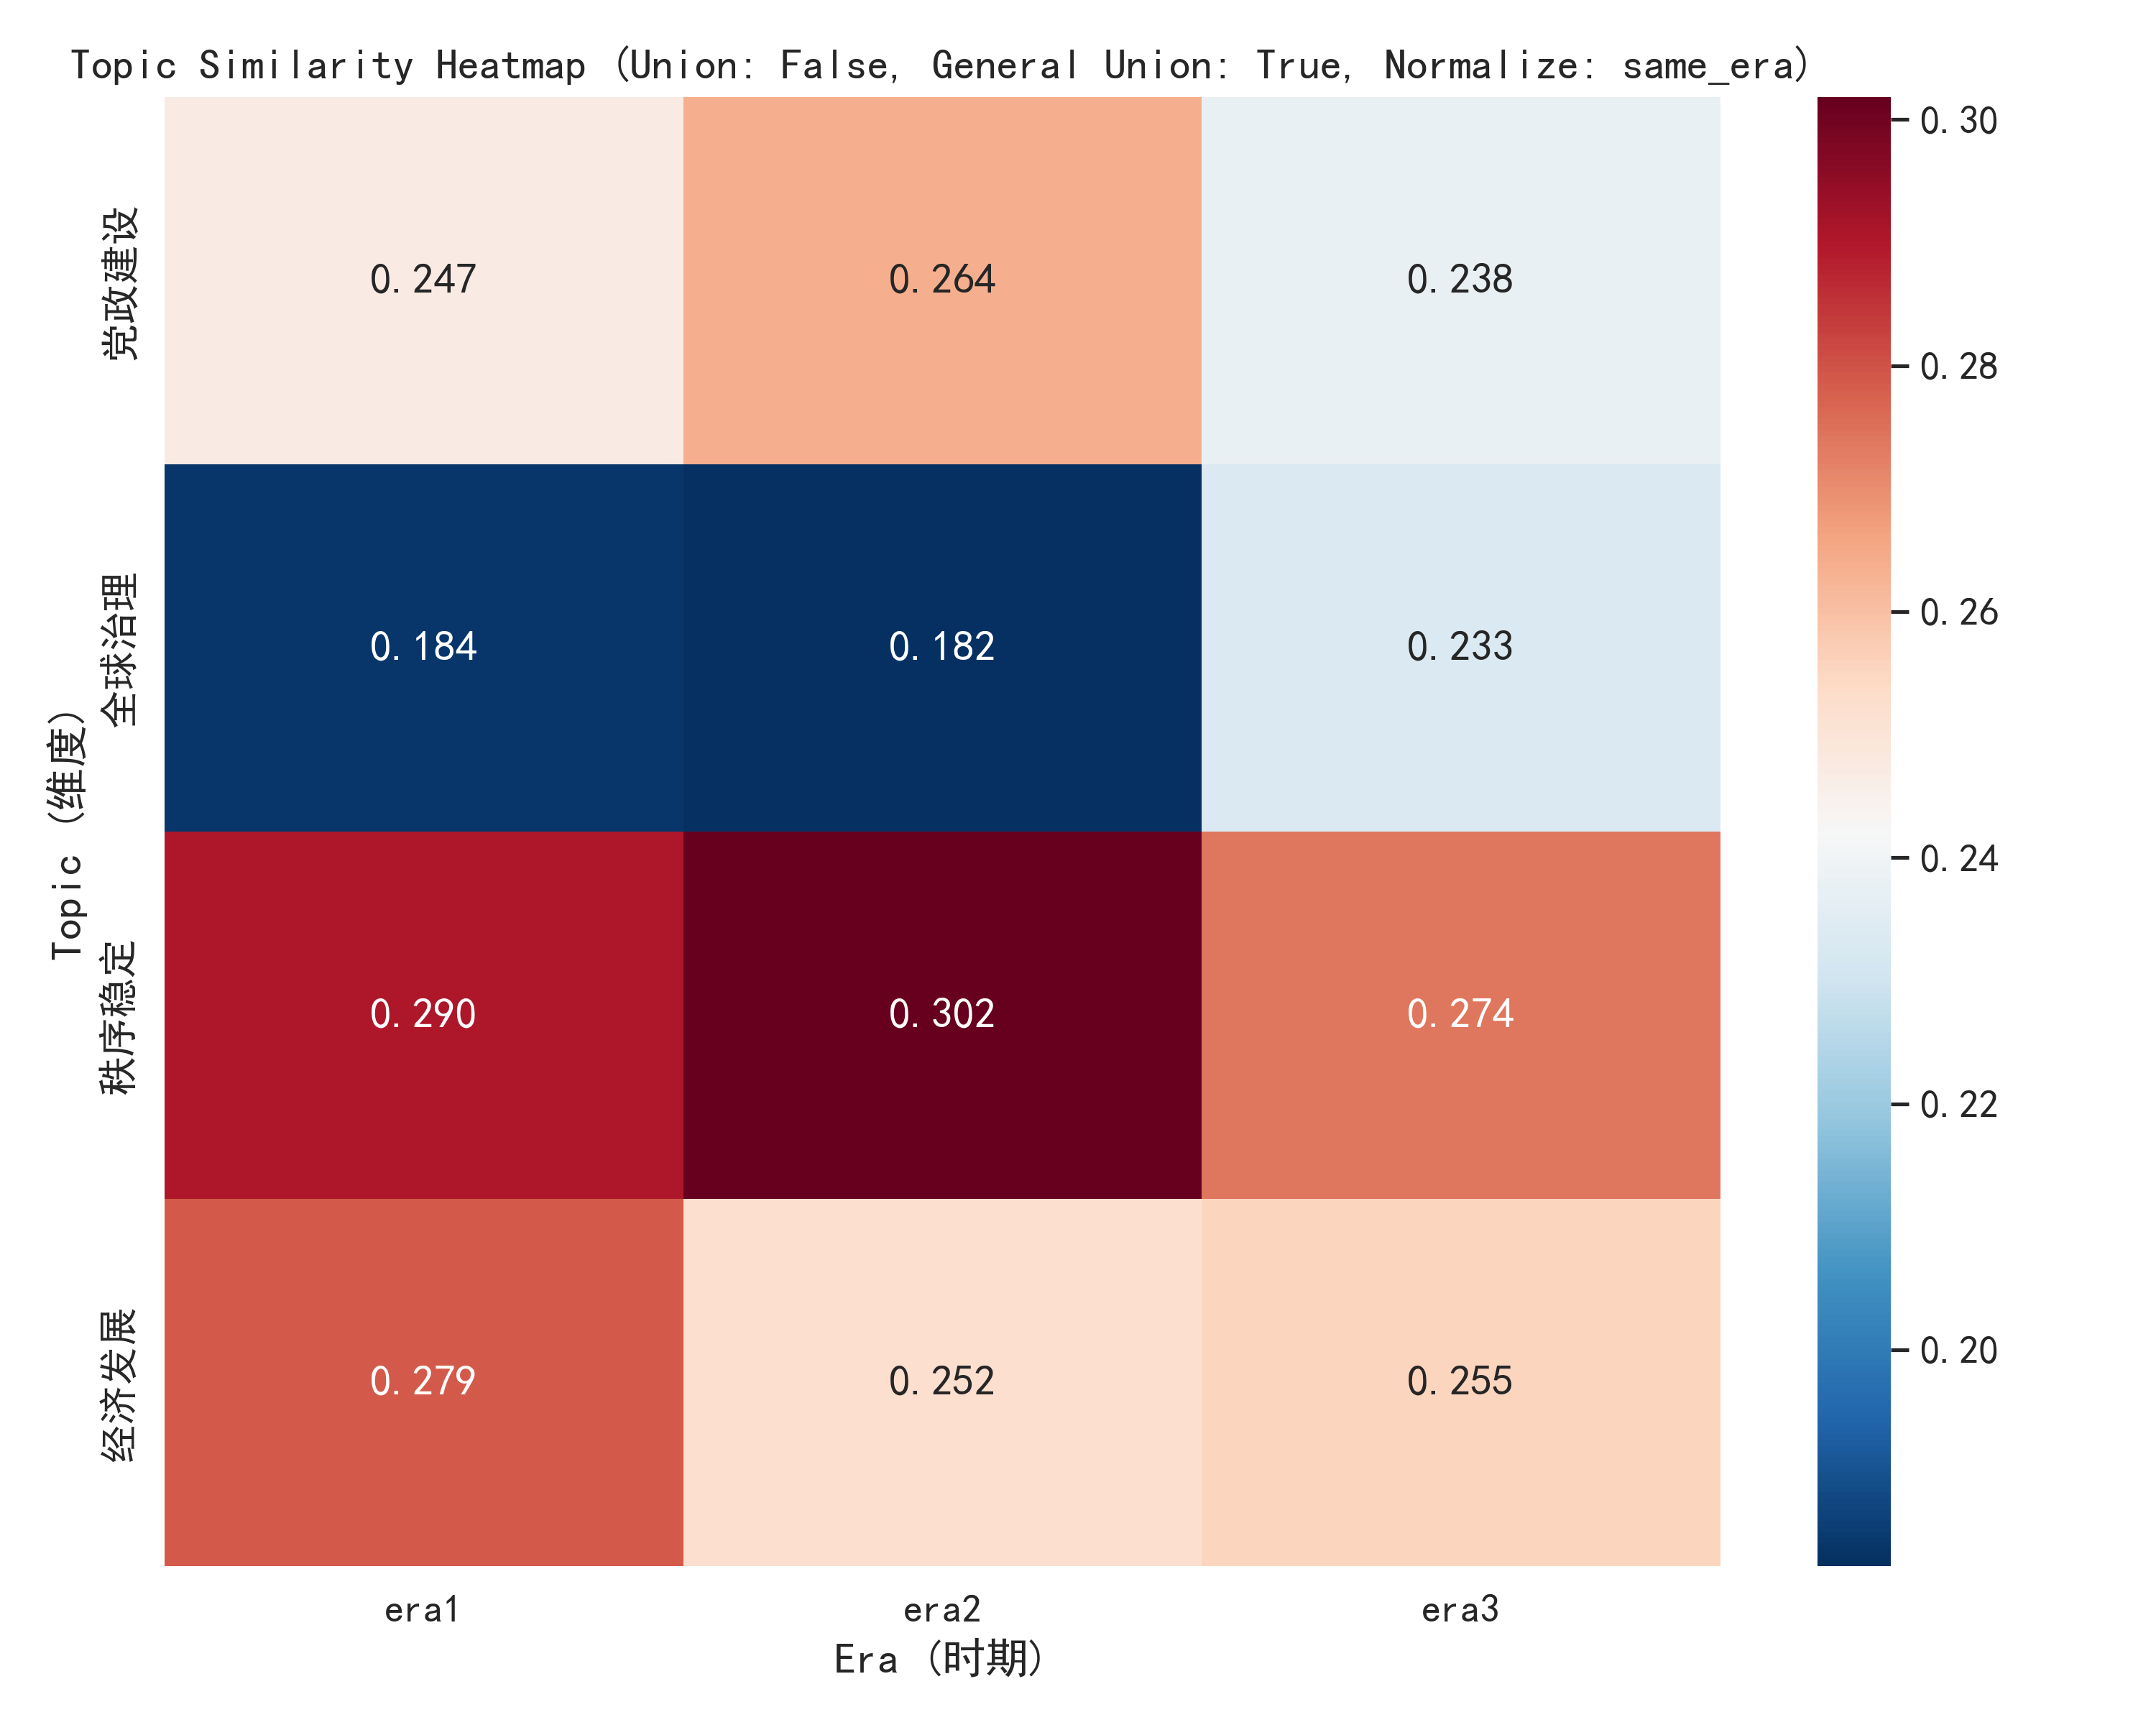 Topic Similarity Heatmap (Union: False, General Union: True, Normalize: same_era)
Topic (维度)
党政建设
0.247 0.264 0.238
全球治理
0.184 0.182 0.233
秩序稳定
0.290 0.302 0.274
经济发展
0.279 0.252 0.255
era1 era2 era3
Era (时期)
0.30
0.28
0.26
0.24
0.22
0.20